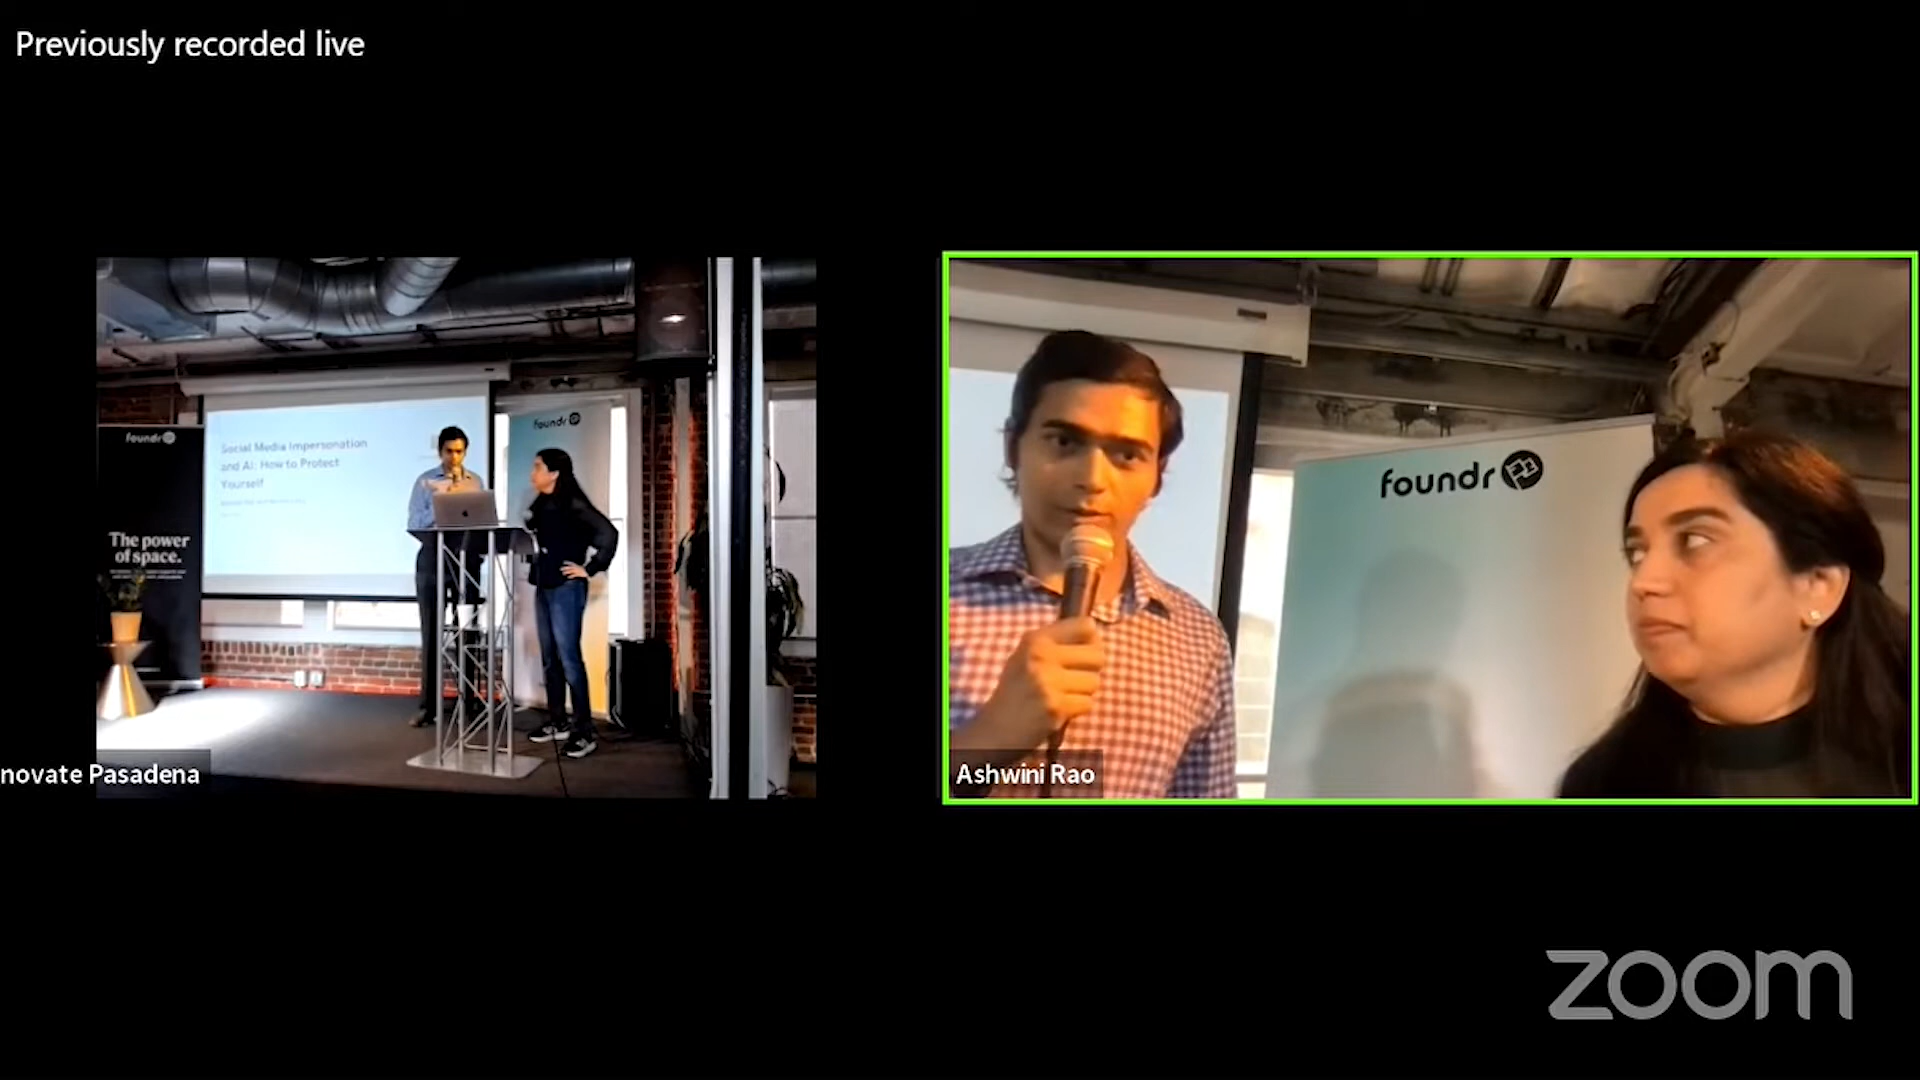 Previously recorded live
foundr
Social Media Impersonation
and AI: How to Protect
Yourself
foundr
The power
of space.
novate Pasadena
foundr
Ashwini Rao
zoom